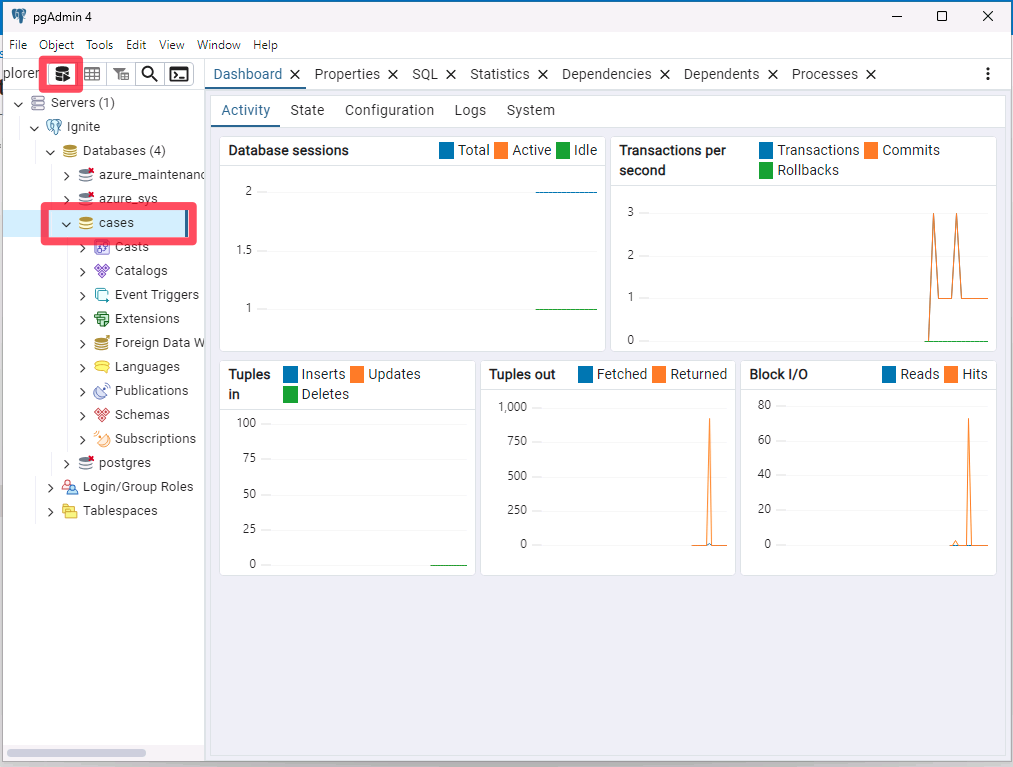 pgAdmin 4
File Object Tools Edit View Window Help
plorer
Dashboard Properties SQL Statistics Dependencies Dependents Processes
Servers (1)
Ignite
Databases (4)
azure_maintenanc
azure_sys
cases
Casts
Catalogs
Event Triggers
Extensions
Foreign Data W
Languages
Publications
Schemas
Subscriptions
postgres
Login/Group Roles
Tablespaces
Activity State Configuration Logs System
Database sessions
Total Active Idle
2
1.5
1
Transactions per
second
Transactions Commits
Rollbacks
3
2
1
0
Tuples
in
Inserts Updates
Deletes
100
75
50
25
0
Tuples out
Fetched Returned
1,000
750
500
250
0
Block I/O
Reads Hits
80
60
40
20
0